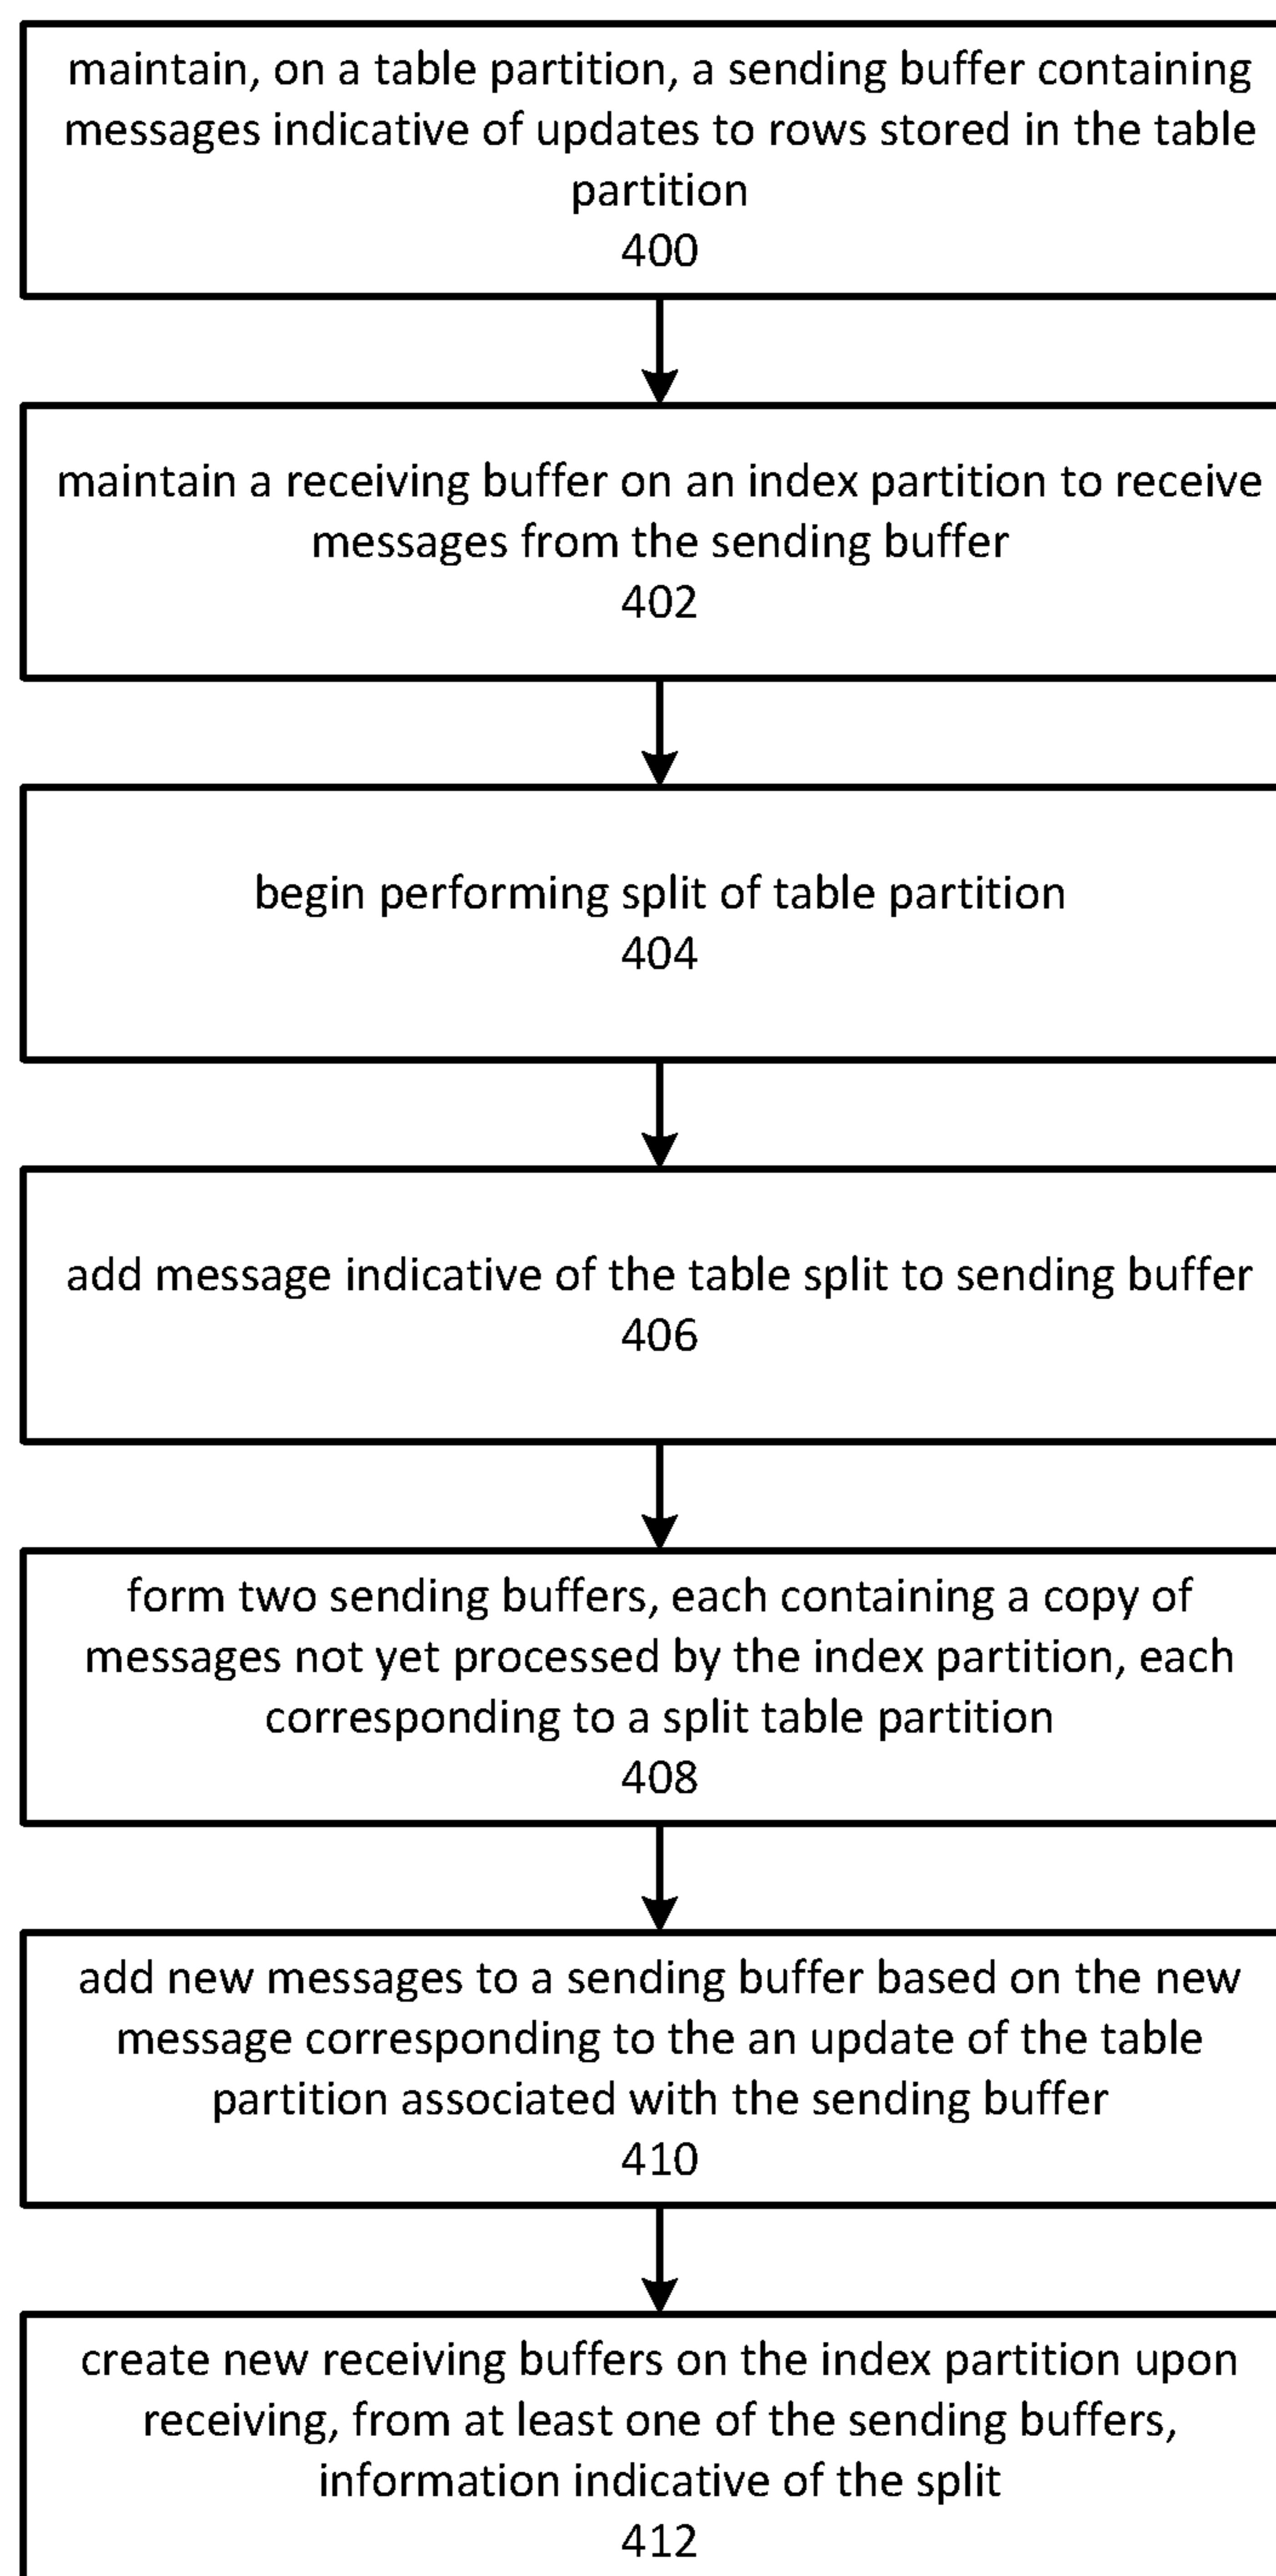 maintain, on a table partition, a sending buffer containing
messages indicative of updates to rows stored in the table
partition
400
maintain a receiving buffer on an index partition to receive
messages from the sending buffer
402
begin performing split of table partition
404
add message indicative of the table split to sending buffer
406
form two sending buffers, each containing a copy of
messages not yet processed by the index partition, each
corresponding to a split table partition
408
add new messages to a sending buffer based on the new
message corresponding to the an update of the table
partition associated with the sending buffer
410
create new receiving buffers on the index partition upon
receiving, from at least one of the sending buffers,
information indicative of the split
412